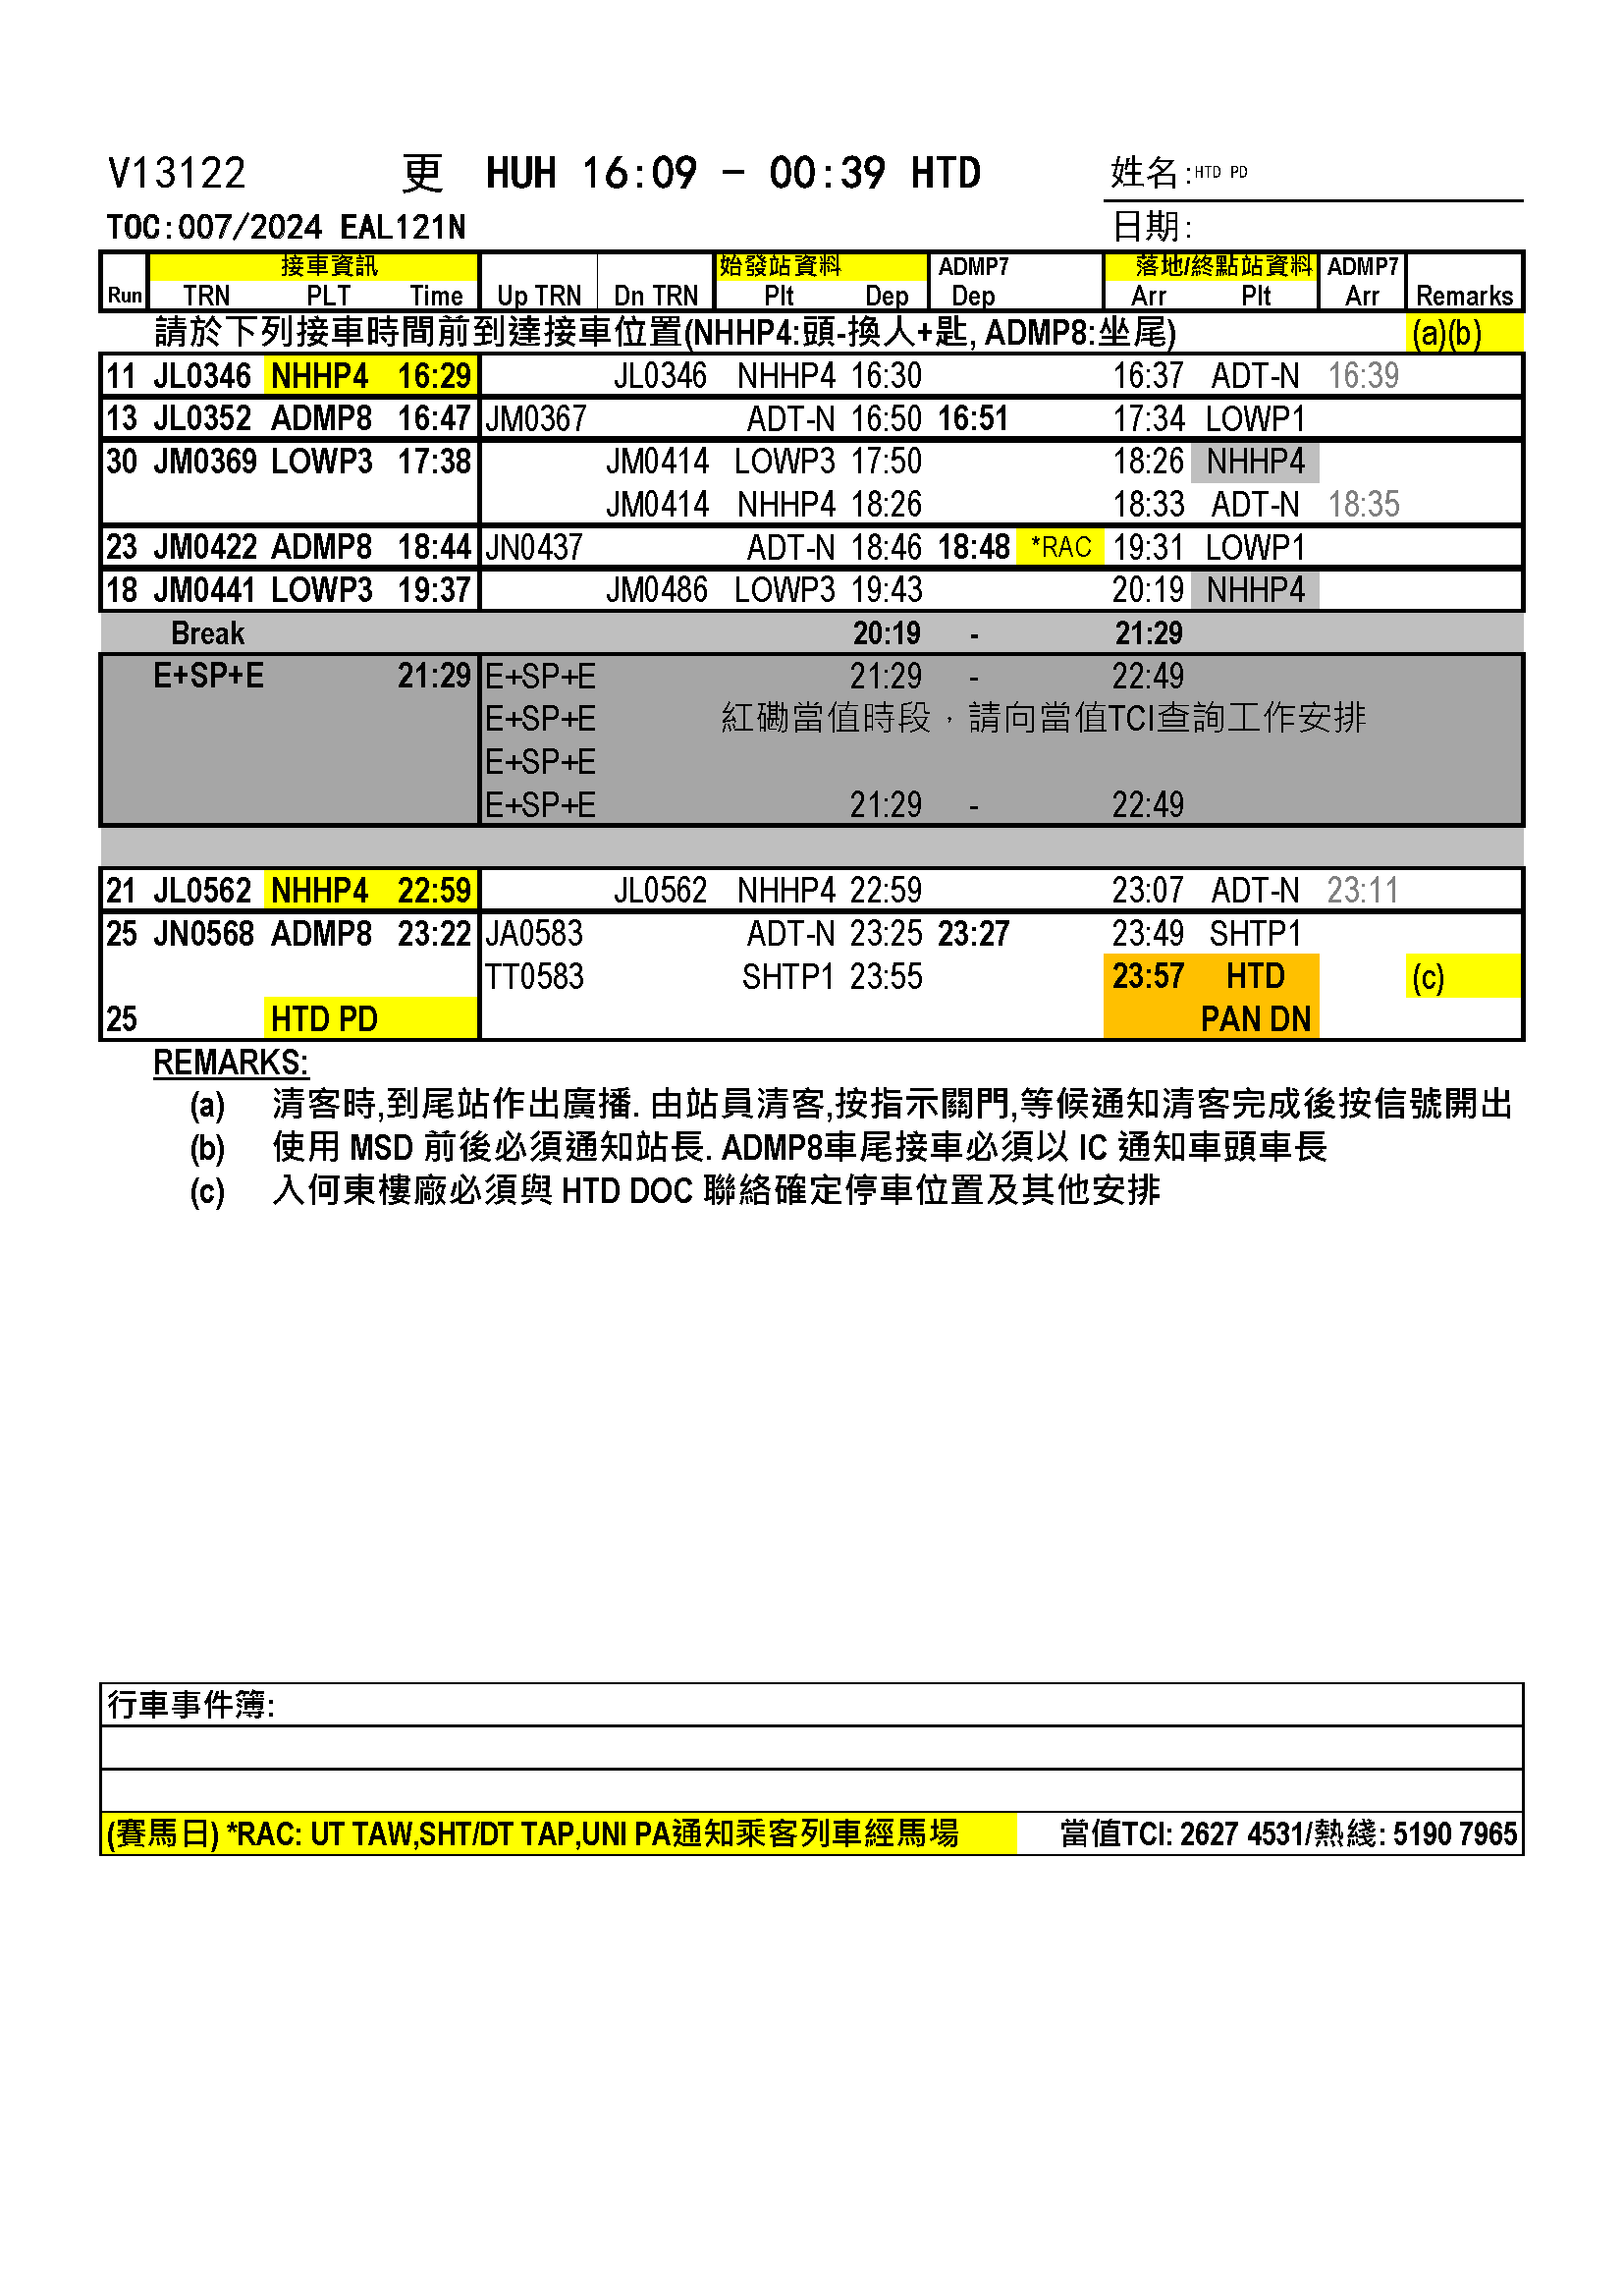 V13122 更 HUH 16:09 - 00:39 HTD 姓名:HTD PD
TOC:007/2024 EAL121N 日期:
接車資訊 始發站資料 ADMP7 落地/終點站資料 ADMP7
Run TRN PLT Time Up TRN Dn TRN Plt Dep Dep Arr Plt Arr Remarks
請於下列接車時間前到達接車位置(NHHP4:頭-換人+匙, ADMP8:坐尾) (a)(b)
11 JL0346 NHHP4 16:29 JL0346 NHHP4 16:30 16:37 ADT-N 16:39
13 JL0352 ADMP8 16:47 JM0367 ADT-N 16:50 16:51 17:34 LOWP1
30 JM0369 LOWP3 17:38 JM0414 LOWP3 17:50 18:26 NHHP4
JM0414 NHHP4 18:26 18:33 ADT-N 18:35
23 JM0422 ADMP8 18:44 JN0437 ADT-N 18:46 18:48 *RAC 19:31 LOWP1
18 JM0441 LOWP3 19:37 JM0486 LOWP3 19:43 20:19 NHHP4
Break 20:19 - 21:29
E+SP+E 21:29 E+SP+E 21:29 - 22:49
E+SP+E 紅磡當值時段，請向當值TCI查詢工作安排
E+SP+E
E+SP+E 21:29 - 22:49
21 JL0562 NHHP4 22:59 JL0562 NHHP4 22:59 23:07 ADT-N 23:11
25 JN0568 ADMP8 23:22 JA0583 ADT-N 23:25 23:27 23:49 SHTP1
TT0583 SHTP1 23:55 23:57 HTD (c)
25 HTD PD PAN DN
REMARKS:
(a) 清客時,到尾站作出廣播. 由站員清客,按指示關門,等候通知清客完成後按信號開出
(b) 使用 MSD 前後必須通知站長. ADMP8車尾接車必須以 IC 通知車頭車長
(c) 入何東樓廠必須與 HTD DOC 聯絡確定停車位置及其他安排
行車事件簿:
(賽馬日) *RAC: UT TAW,SHT/DT TAP,UNI PA通知乘客列車經馬場 當值TCI: 2627 4531/熱綫: 5190 7965